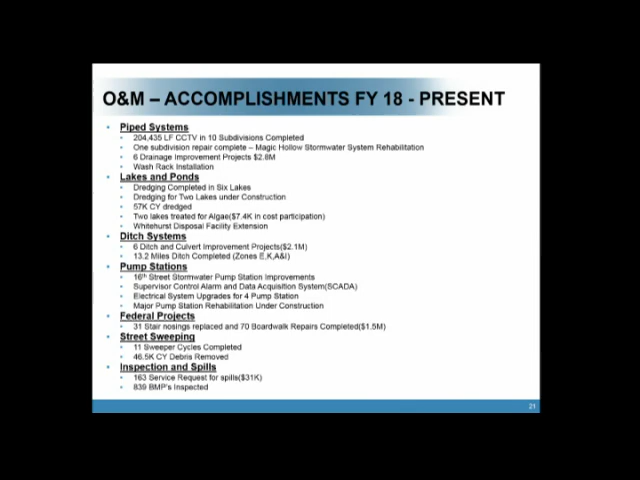 O&M – ACCOMPLISHMENTS FY 18 - PRESENT
Piped Systems
204,435 LF CCTV in 10 Subdivisions Completed
One subdivision repair complete – Magic Hollow Stormwater System Rehabilitation
6 Drainage Improvement Projects $2.8M
Wash Rack Installation
Lakes and Ponds
Dredging Completed in Six Lakes
Dredging for Two Lakes under Construction
57K CY dredged
Two lakes treated for Algae($7.4K in cost participation)
Whitehurst Disposal Facility Extension
Ditch Systems
6 Ditch and Culvert Improvement Projects($2.1M)
13.2 Miles Ditch Completed (Zones E,K,A&I)
Pump Stations
16th Street Stormwater Pump Station Improvements
Supervisor Control Alarm and Data Acquisition System(SCADA)
Electrical System Upgrades for 4 Pump Station
Major Pump Station Rehabilitation Under Construction
Federal Projects
31 Stair nosings replaced and 70 Boardwalk Repairs Completed($1.5M)
Street Sweeping
11 Sweeper Cycles Completed
46.5K CY Debris Removed
Inspection and Spills
163 Service Request for spills($31K)
839 BMP's Inspected
21